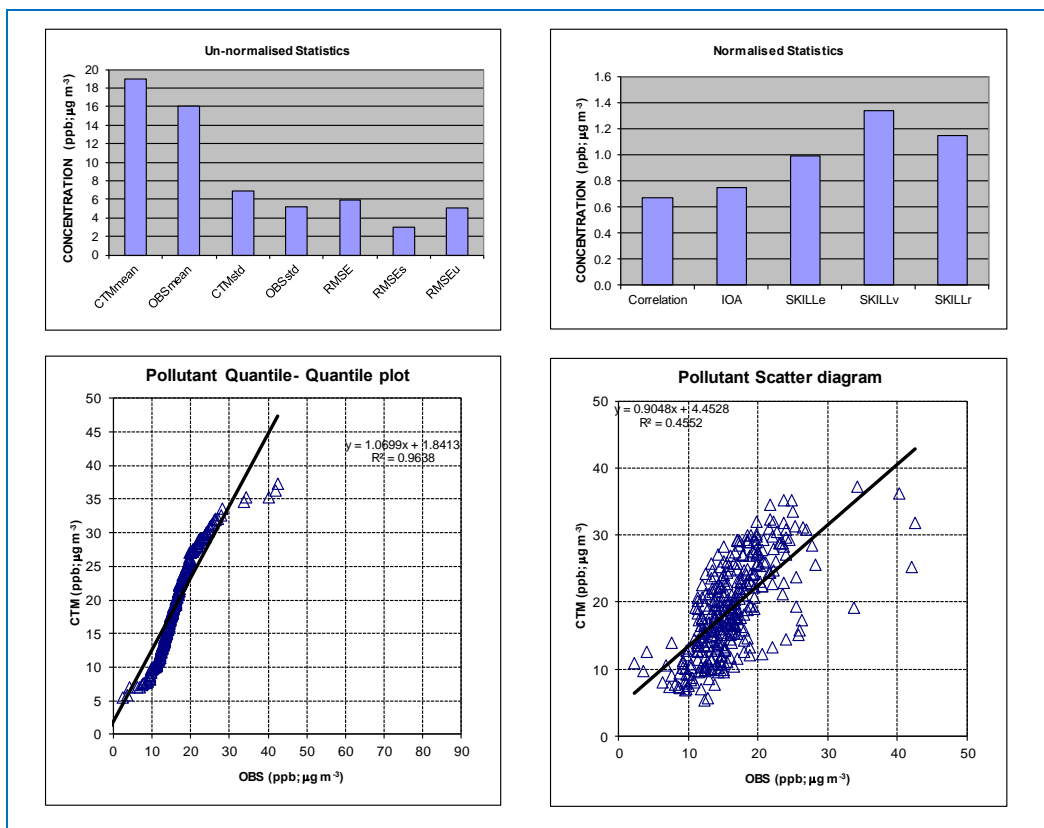 Un-normalised Statistics
CONCENTRATION (ppb;µg m-3)
20
18
16
14
12
10
8
6
4
2
0
CTMmean
OBSmean
CTMstd
OBSstd
RMSE
RMSEs
RMSEu
Normalised Statistics
CONCENTRATION (ppb;µg m-3)
1.6
1.4
1.2
1.0
0.8
0.6
0.4
0.2
0.0
Correlation IOA SKILLe SKILLv SKILLr
Pollutant Quantile- Quantile plot
y = 1.0699x + 1.8413
R² = 0.9638
CTM (ppb;µg m-3)
50
45
40
35
30
25
20
15
10
5
0
0 10 20 30 40 50 60 70 80 90
OBS (ppb;µg m-3)
Pollutant Scatter diagram
y = 0.9048x + 4.4528
R² = 0.4552
CTM (ppb;µg m-3)
50
40
30
20
10
0
0 10 20 30 40 50
OBS (ppb;µg m-3)